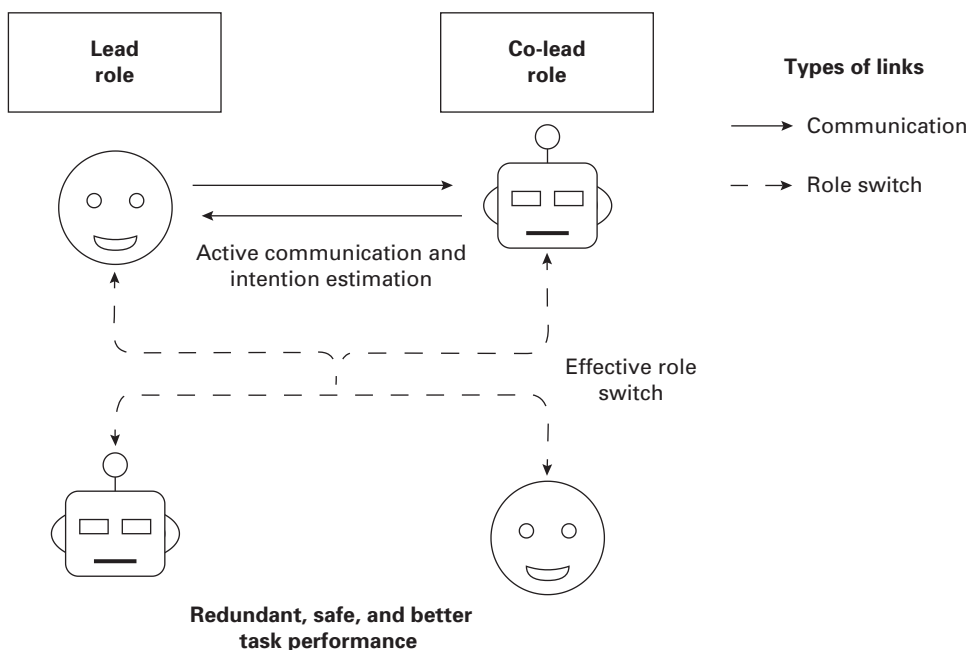 Lead
role
Co-lead
role
Types of links
Communication
Role switch
Active communication and
intention estimation
Effective role
switch
Redundant, safe, and better
task performance